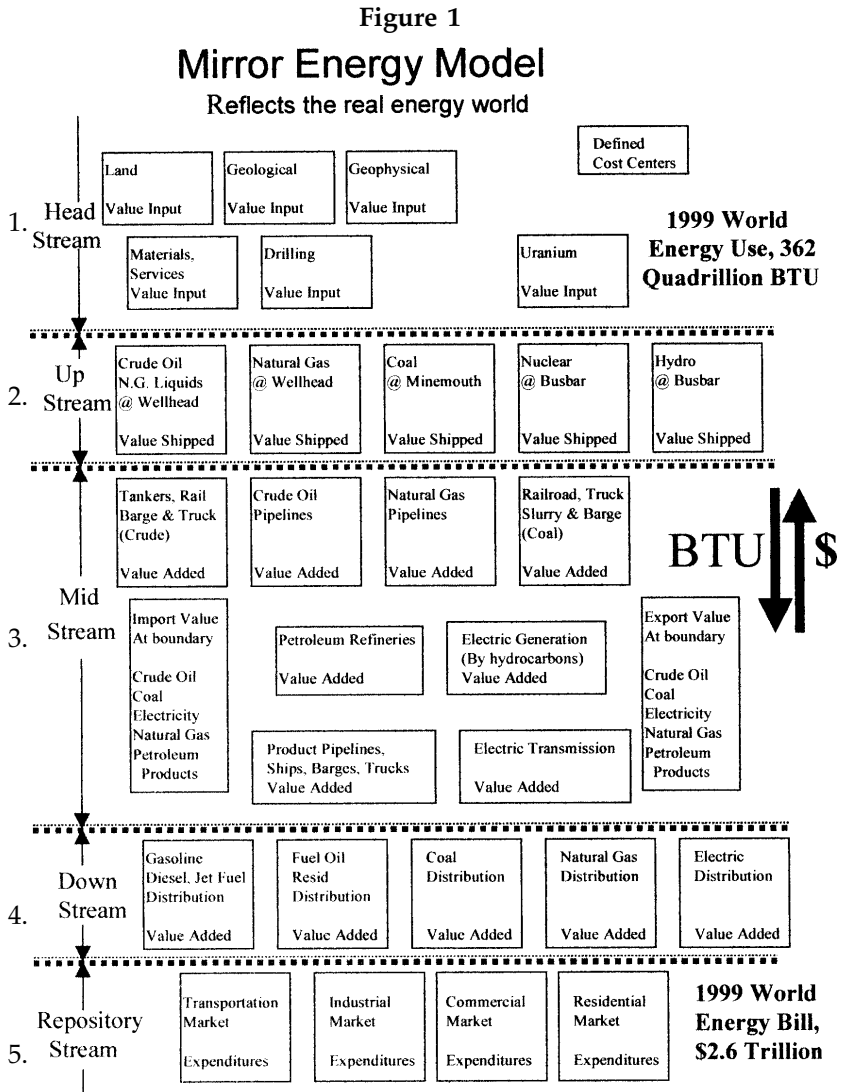 Figure 1
Mirror Energy Model
Reflects the real energy world
Defined
Cost Centers
Land
Value Input
Geological
Value Input
Geophysical
Value Input
1. Head
Stream
1999 World
Energy Use, 362
Quadrillion BTU
Materials,
Services
Value Input
Drilling
Value Input
Uranium
Value Input
2. Up
Stream
Crude Oil
N.G. Liquids
@ Wellhead
Value Shipped
Natural Gas
@ Wellhead
Value Shipped
Coal
@ Minemouth
Value Shipped
Nuclear
@ Busbar
Value Shipped
Hydro
@ Busbar
Value Shipped
3. Mid
Stream
Tankers, Rail
Barge & Truck
(Crude)
Value Added
Crude Oil
Pipelines
Value Added
Natural Gas
Pipelines
Value Added
Railroad, Truck
Slurry & Barge
(Coal)
Value Added
BTU $
Import Value
At boundary
Crude Oil
Coal
Electricity
Natural Gas
Petroleum
Products
Petroleum Refineries
Value Added
Electric Generation
(By hydrocarbons)
Value Added
Export Value
At boundary
Crude Oil
Coal
Electricity
Natural Gas
Petroleum
Products
Product Pipelines,
Ships, Barges, Trucks
Value Added
Electric Transmission
Value Added
4. Down
Stream
Gasoline
Diesel, Jet Fuel
Distribution
Value Added
Fuel Oil
Resid
Distribution
Value Added
Coal
Distribution
Value Added
Natural Gas
Distribution
Value Added
Electric
Distribution
Value Added
5. Repository
Stream
Transportation
Market
Expenditures
Industrial
Market
Expenditures
Commercial
Market
Expenditures
Residential
Market
Expenditures
1999 World
Energy Bill,
$2.6 Trillion